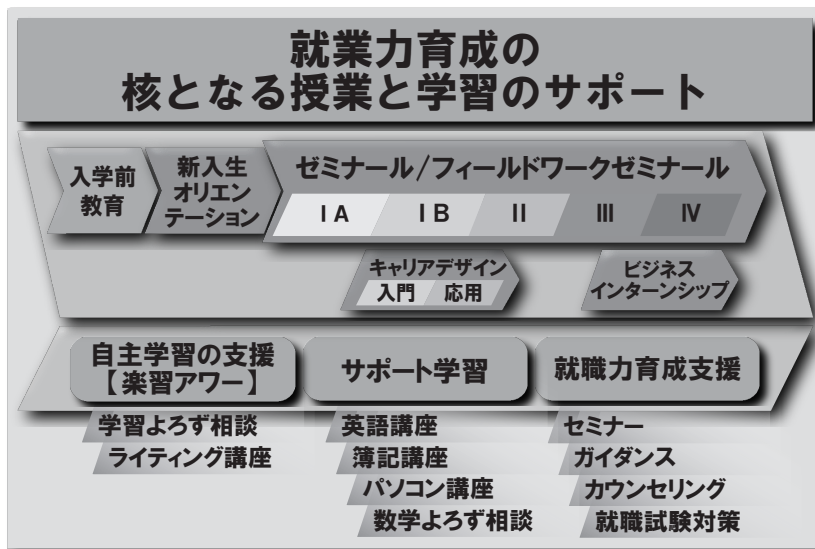 就業力育成の
核となる授業と学習のサポート
入学前
教育
新入生
オリエン
テーション
ゼミナール/フィールドワークゼミナール
ⅠA
ⅠB
Ⅱ
Ⅲ
Ⅳ
キャリアデザイン
入門
応用
ビジネス
インターンシップ
自主学習の支援
【楽習アワー】
サポート学習
就職力育成支援
学習よろず相談
ライティング講座
英語講座
簿記講座
パソコン講座
数学よろず相談
セミナー
ガイダンス
カウンセリング
就職試験対策